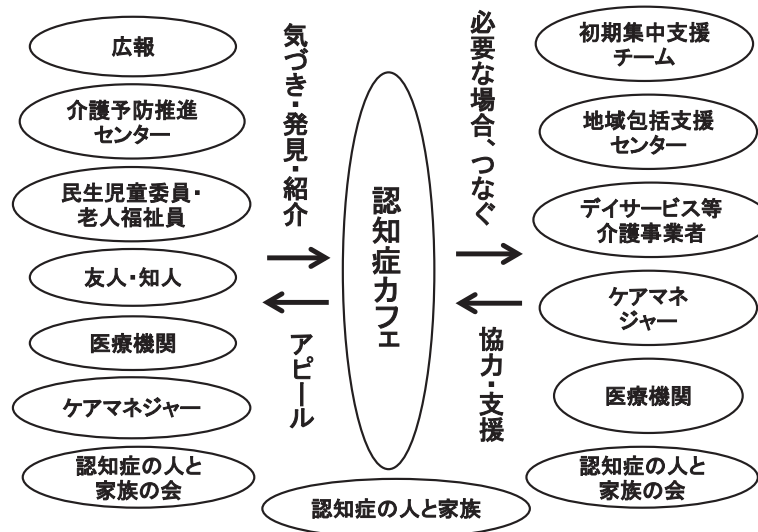 広報
介護予防推進
センター
民生児童委員・
老人福祉員
友人・知人
医療機関
ケアマネジャー
認知症の人と
家族の会
気づき・発見・紹介
アピール
認知症カフェ
認知症の人と家族
必要な場合、つなぐ
協力・支援
初期集中支援
チーム
地域包括支援
センター
デイサービス等
介護事業者
ケアマネ
ジャー
医療機関
認知症の人と
家族の会